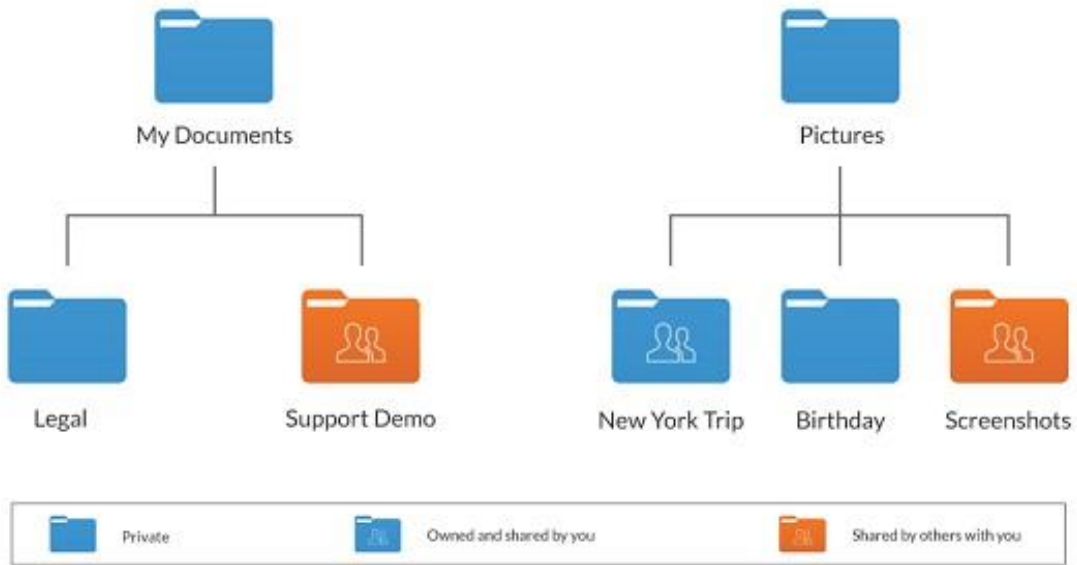 My Documents
Pictures
Legal
Support Demo
New York Trip
Birthday
Screenshots
Private
Owned and shared by you
Shared by others with you